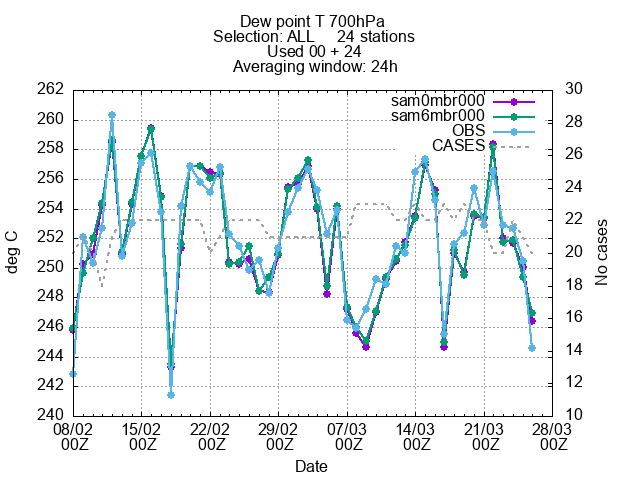 Dew point T 700hPa
Selection: ALL 24 stations
Used 00 + 24
Averaging window: 24h
262
260
258
256
254
252
250
248
246
244
242
240
deg C
30
28
26
24
22
20
18
16
14
12
10
No cases
sam0mbr000
sam6mbr000
OBS
CASES
08/02 15/02 22/02 29/02 07/03 14/03 21/03 28/03
00Z 00Z 00Z 00Z 00Z 00Z 00Z 00Z
Date